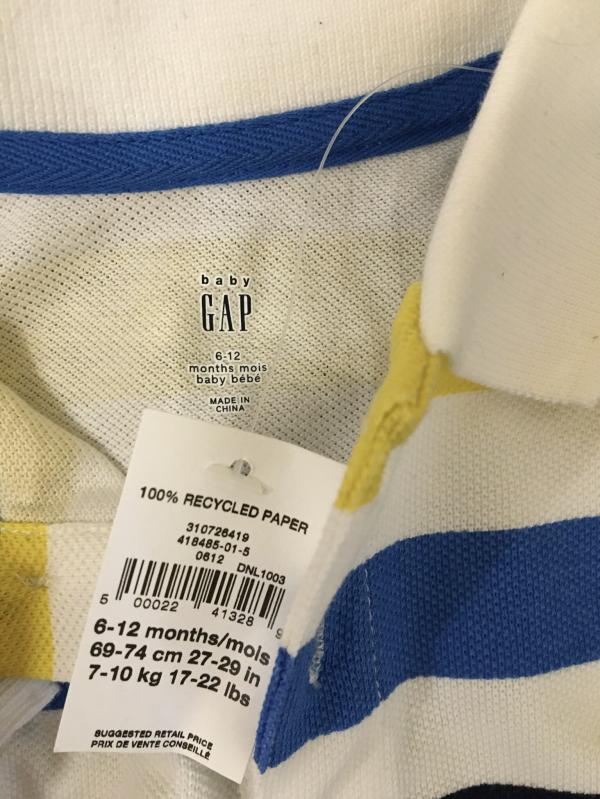 baby
GAP
6-12
months mois
baby bébé
MADE IN
CHINA
100% RECYCLED PAPER
310726419
418485-01-5
0612 DNL1003
5 00022 41328 9
6-12 months/mois
69-74 cm 27-29 in
7-10 kg 17-22 lbs
SUGGESTED RETAIL PRICE
PRIX DE VENTE CONSEILLÉ